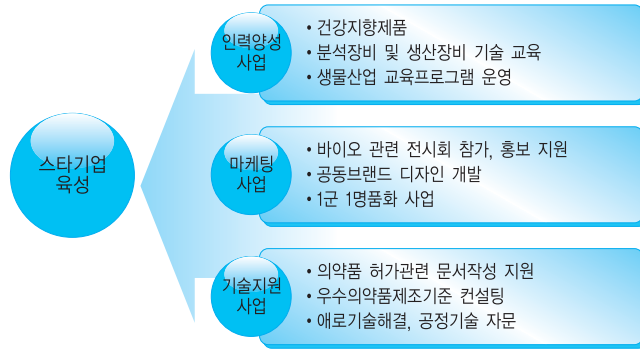 스타기업
육성
인력양성
사업
• 건강지향제품
• 분석장비 및 생산장비 기술 교육
• 생물산업 교육프로그램 운영
마케팅
사업
• 바이오 관련 전시회 참가, 홍보 지원
• 공동브랜드 디자인 개발
• 1군 1명품화 사업
기술지원
사업
• 의약품 허가관련 문서작성 지원
• 우수의약품제조기준 컨설팅
• 애로기술해결, 공정기술 자문